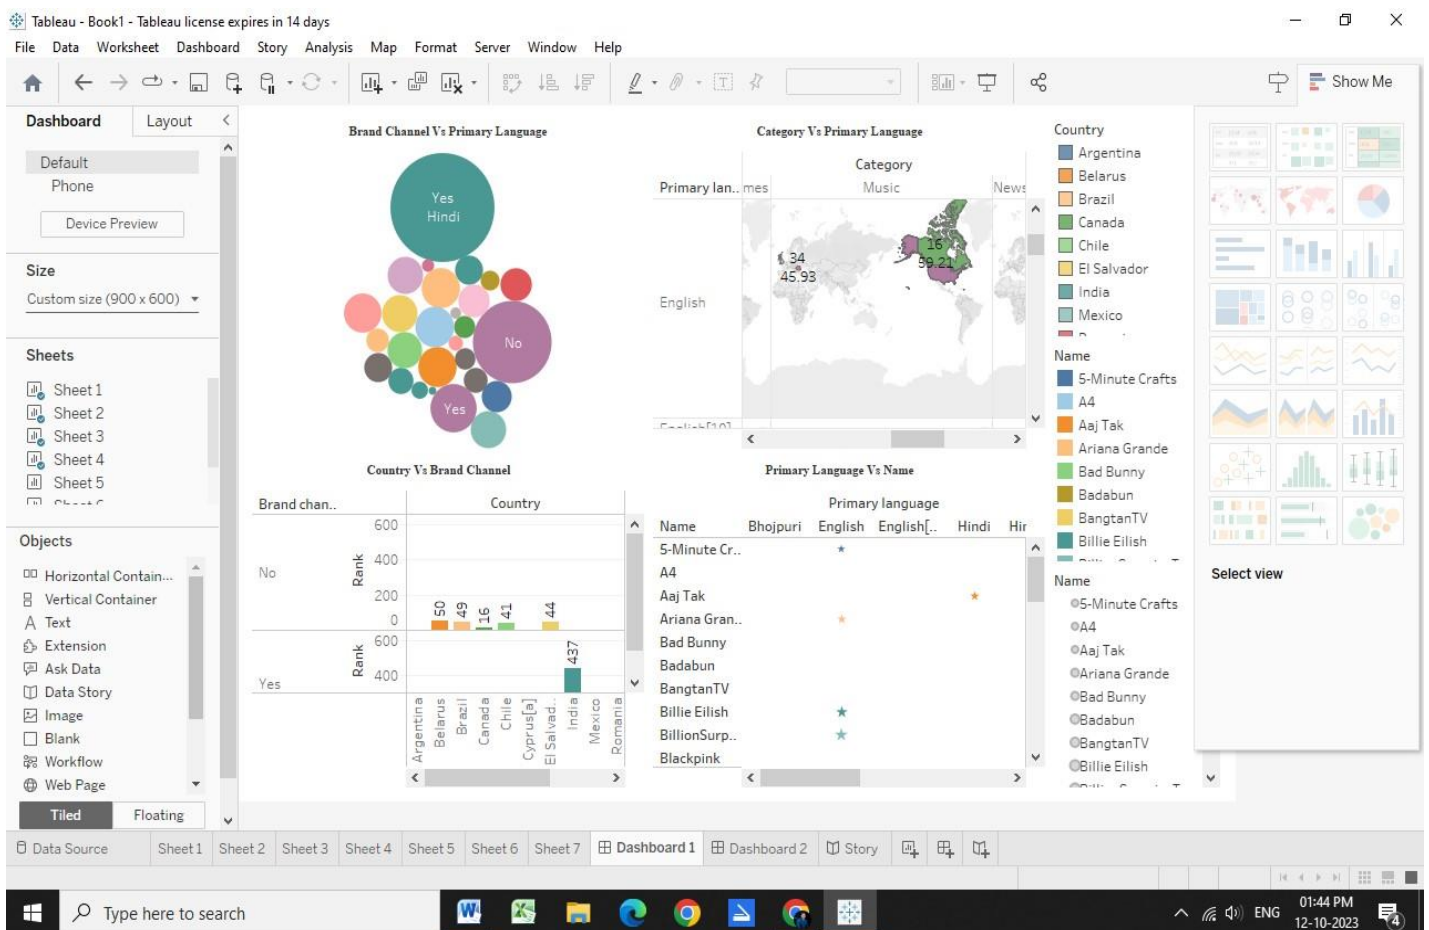 Tableau - Book1 - Tableau license expires in 14 days
File Data Worksheet Dashboard Story Analysis Map Format Server Window Help
Show Me
Dashboard Layout
Default
Phone
Device Preview
Size
Custom size (900 x 600)
Sheets
Sheet 1
Sheet 2
Sheet 3
Sheet 4
Sheet 5
Objects
Horizontal Contain...
Vertical Container
A Text
Extension
Ask Data
Data Story
Image
Blank
Workflow
Web Page
Tiled Floating
Brand Channel Vs Primary Language
Yes
Hindi
No
Yes
Category Vs Primary Language
Category
Primary lan.. mes Music News
34
45.93
16
59.21
English
English[10]
Country
Argentina
Belarus
Brazil
Canada
Chile
El Salvador
India
Mexico
Name
5-Minute Crafts
A4
Aaj Tak
Ariana Grande
Bad Bunny
Badabun
BangtanTV
Billie Eilish
Name
5-Minute Crafts
A4
Aaj Tak
Ariana Grande
Bad Bunny
Badabun
BangtanTV
Billie Eilish
Country Vs Brand Channel
Brand chan.. Country
No
Rank
600
400
200
0
50 49 16 41 44
Yes
Rank
600
400
437
Argentina
Belarus
Brazil
Canada
Chile
Cyprus[a]
El Salvad..
India
Mexico
Romania
Primary Language Vs Name
Primary language
Name Bhojpuri English English[.. Hindi Hir
5-Minute Cr..
A4
Aaj Tak
Ariana Gran..
Bad Bunny
Badabun
BangtanTV
Billie Eilish
BillionSurp..
Blackpink
Select view
Data Source Sheet 1 Sheet 2 Sheet 3 Sheet 4 Sheet 5 Sheet 6 Sheet 7 Dashboard 1 Dashboard 2 Story
Type here to search
ENG
01:44 PM
12-10-2023
4